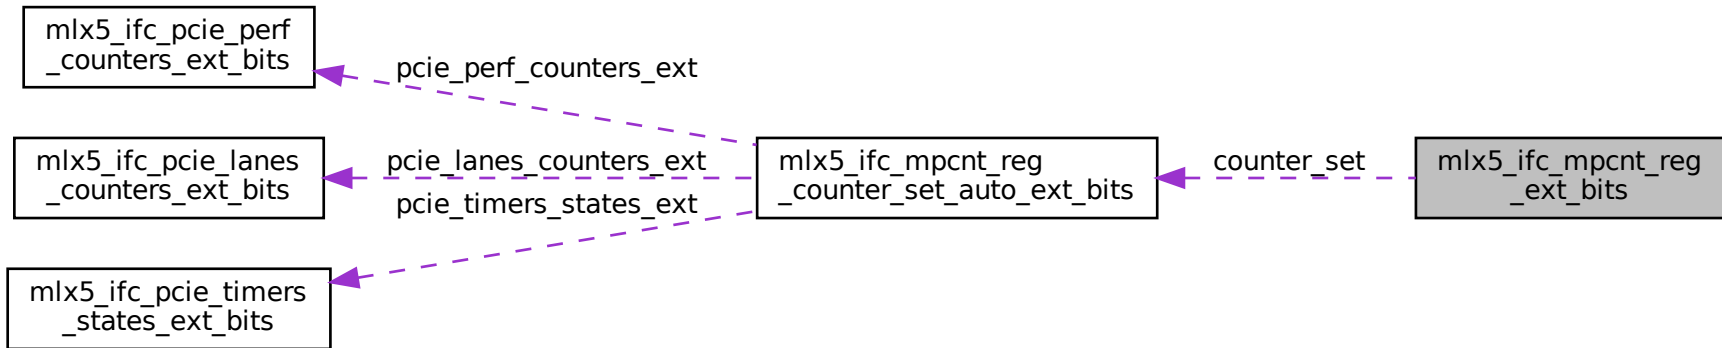 mlx5_ifc_pcie_perf
_counters_ext_bits
pcie_perf_counters_ext
mlx5_ifc_pcie_lanes
_counters_ext_bits
pcie_lanes_counters_ext
pcie_timers_states_ext
mlx5_ifc_mpcnt_reg
_counter_set_auto_ext_bits
counter_set
mlx5_ifc_mpcnt_reg
_ext_bits
mlx5_ifc_pcie_timers
_states_ext_bits